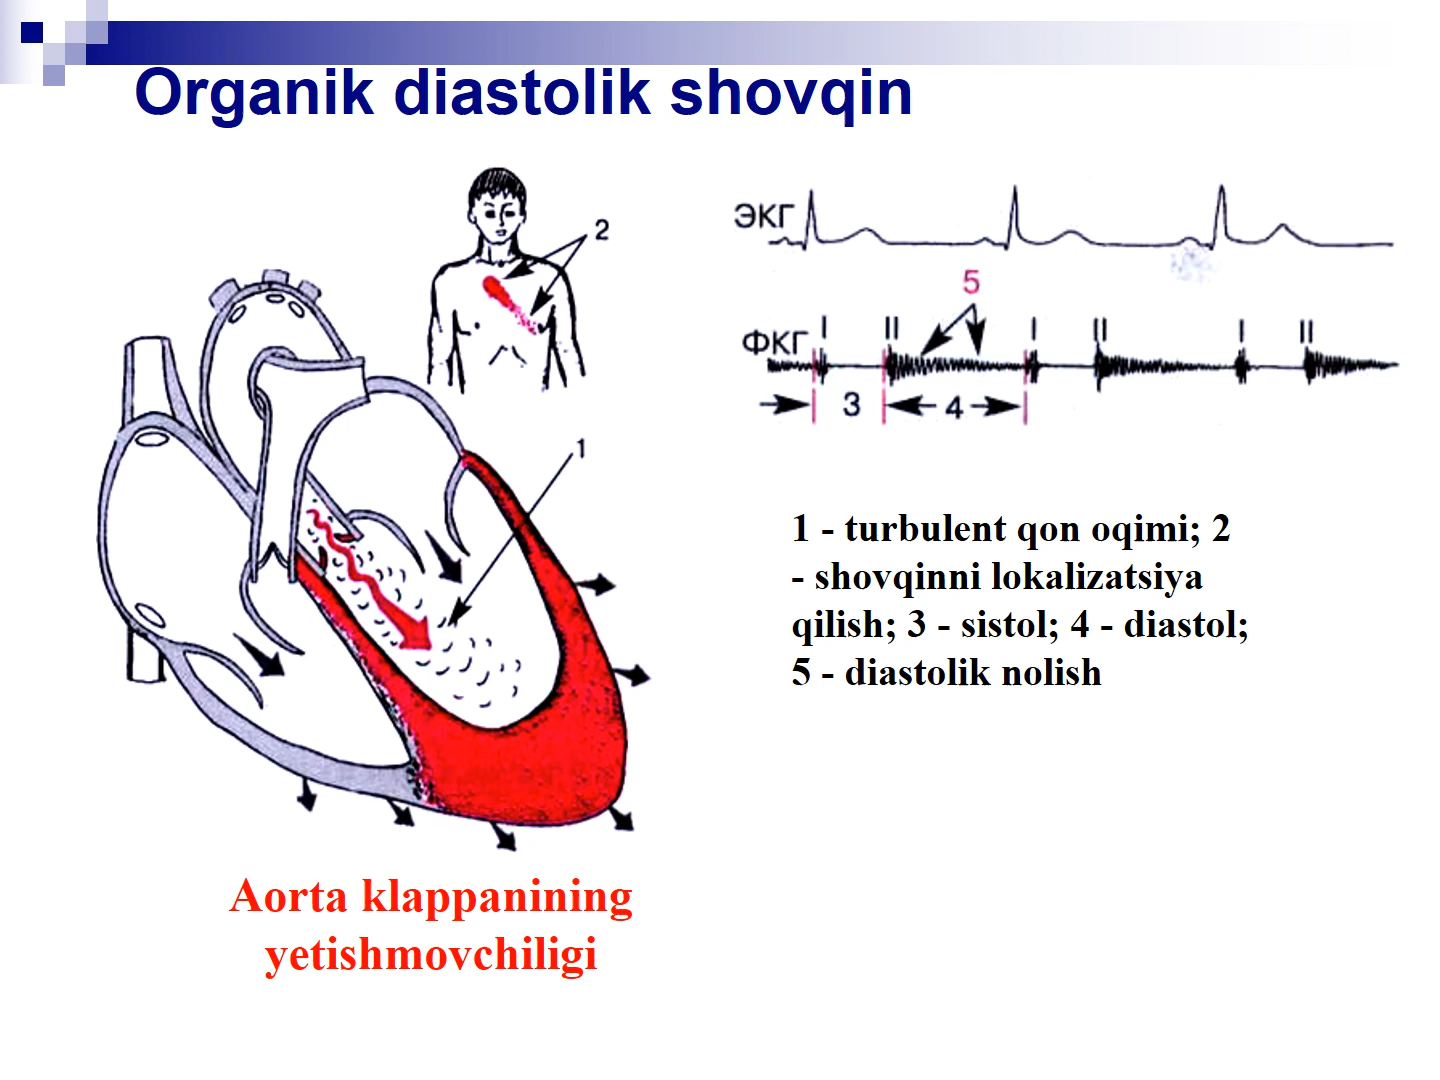 Organik diastolik shovqin
2
1
ЭКГ
5
ФКГ I II I II I II
3 4
1 - turbulent qon oqimi; 2
- shovqinni lokalizatsiya
qilish; 3 - sistol; 4 - diastol;
5 - diastolik nolish
Aorta klappanining
yetishmovchiligi